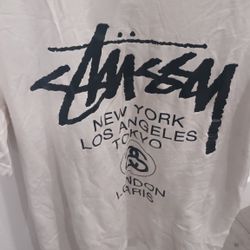 STÜSSY
NEW YORK
LOS ANGELES
TOKYO
LONDON
PARIS